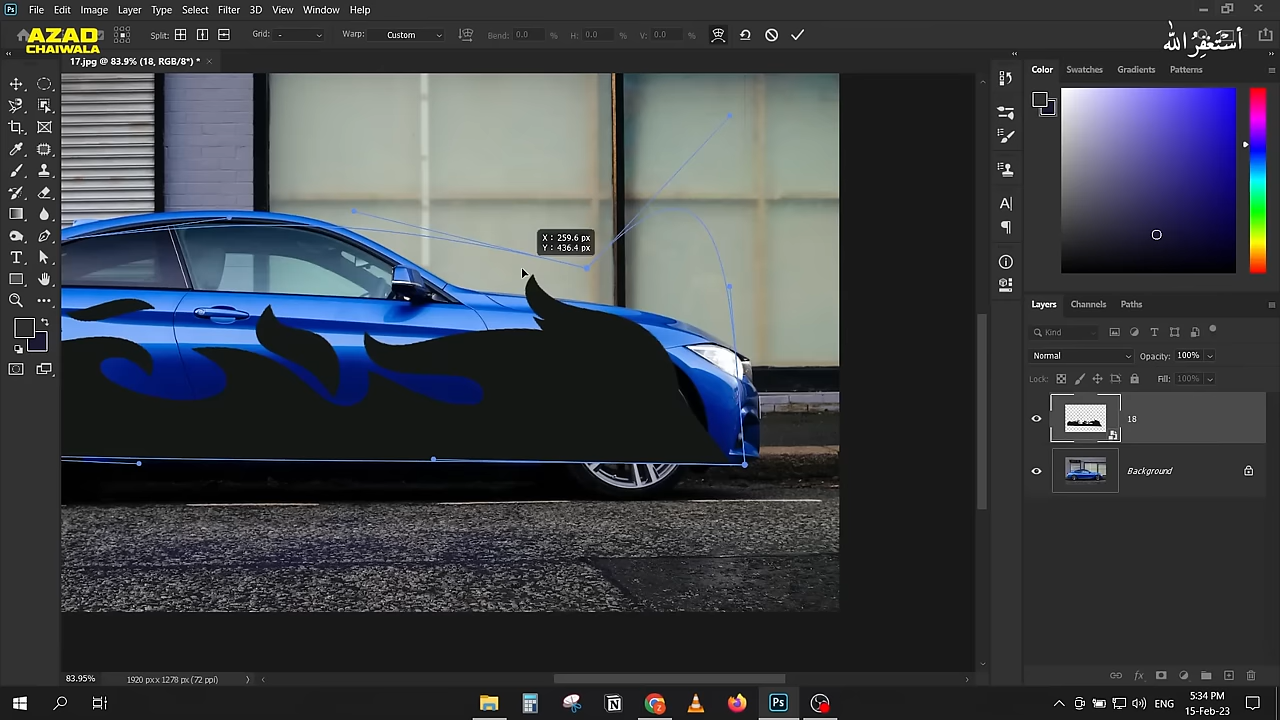 Ps File Edit Image Layer Type Select Filter 3D View Window Help
AZAD
CHAIWALA
Split: Grid: - Warp: Custom Bend: 0.0 % H: 0.0 % V: 0.0 %
أستغفر الله
17.jpg @ 83.9% (18, RGB/8*) * ×
Color Swatches Gradients Patterns
X : 259.6 px
Y : 436.4 px
Layers Channels Paths
Kind
Normal Opacity: 100%
Lock: Fill: 100%
18
Background
83.95% 1920 px x 1278 px (72 ppi)
Ps
ENG
5:34 PM
15-Feb-23